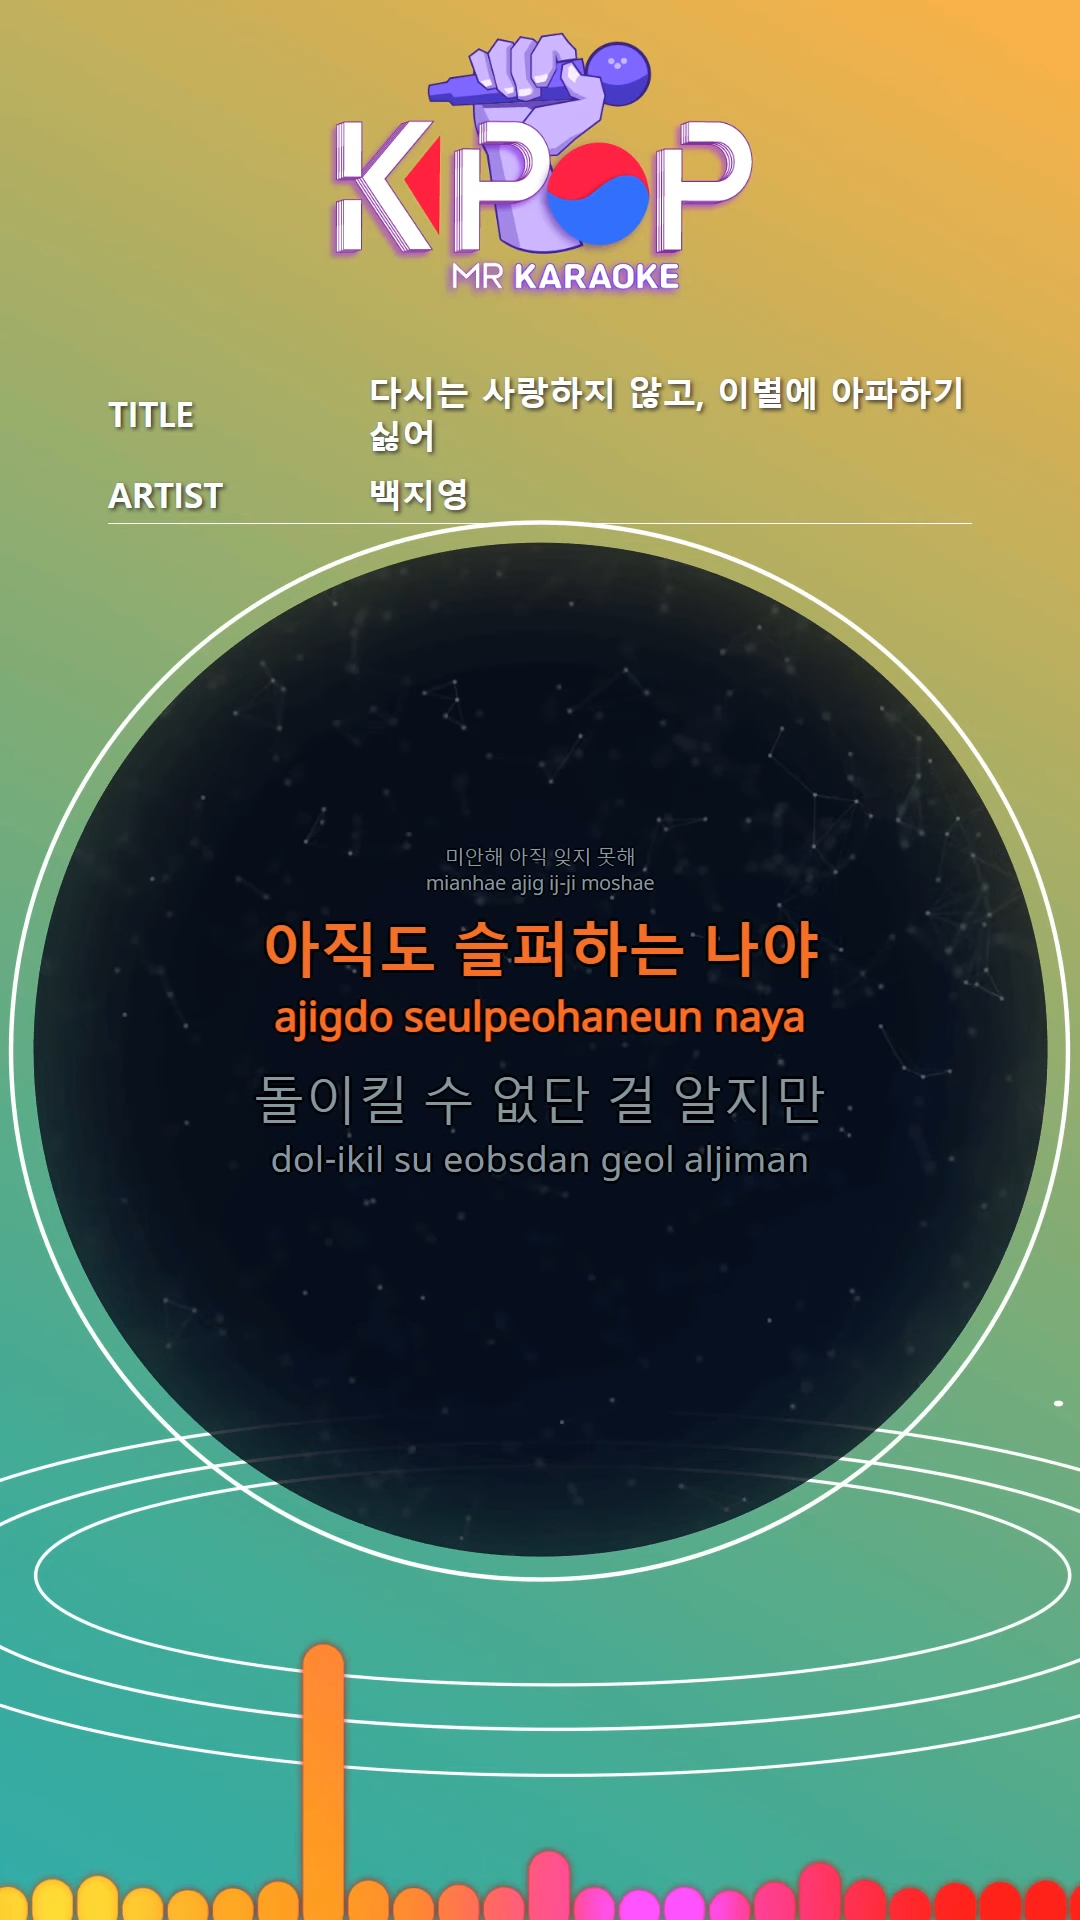 KPOP
MR KARAOKE
TITLE
다시는 사랑하지 않고, 이별에 아파하기
싫어
ARTIST
백지영
미안해 아직 잊지 못해
mianhae ajig ij-ji moshae
아직도 슬퍼하는 나야
ajigdo seulpeohaneun naya
돌이킬 수 없단 걸 알지만
dol-ikil su eobsdan geol aljiman